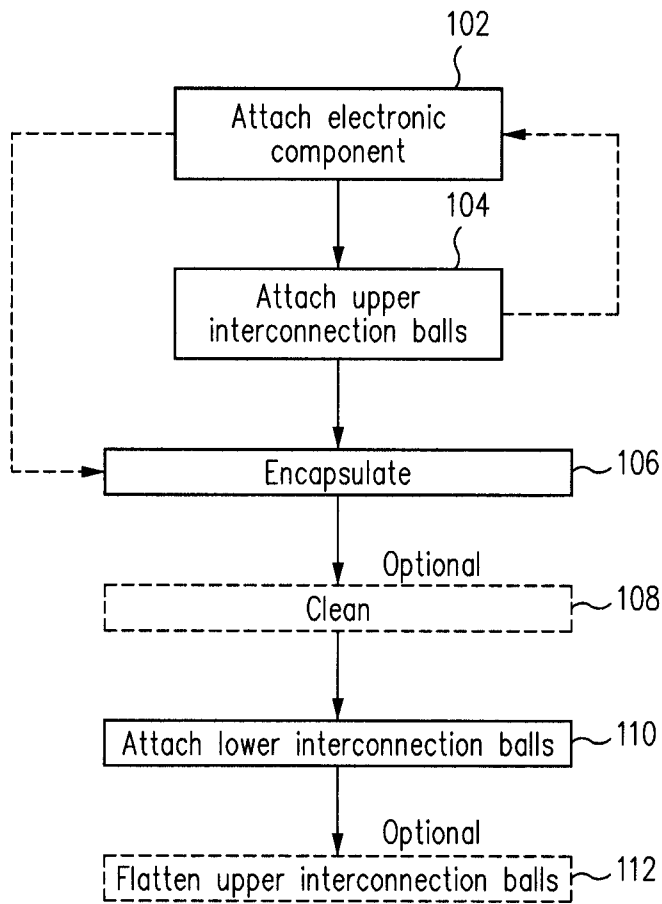 102
Attach electronic
component
104
Attach upper
interconnection balls
Encapsulate
106
Optional
Clean
108
Attach lower interconnection balls
110
Optional
Flatten upper interconnection balls
112